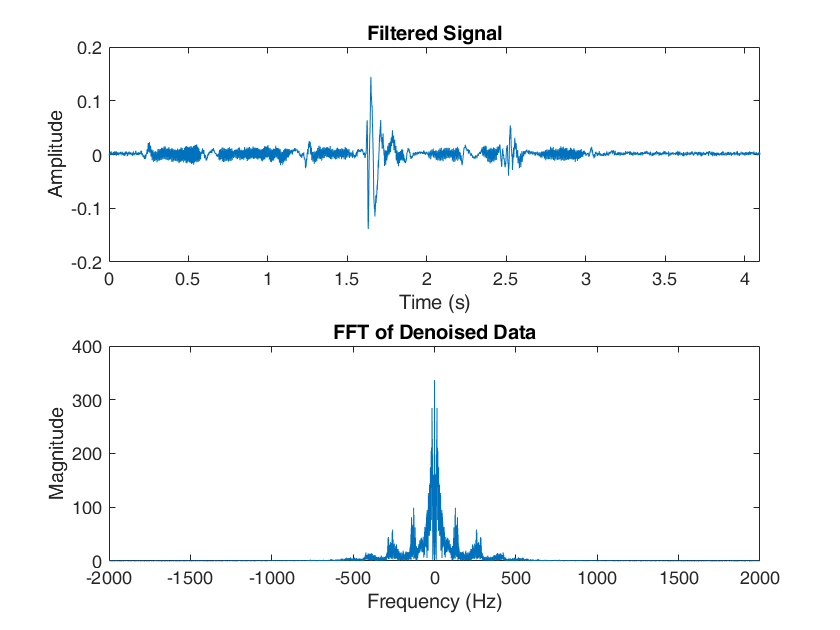 Filtered Signal
0.2
0.1
0
-0.1
-0.2
Amplitude
0 0.5 1 1.5 2 2.5 3 3.5 4
Time (s)
FFT of Denoised Data
400
300
200
100
0
Magnitude
-2000 -1500 -1000 -500 0 500 1000 1500 2000
Frequency (Hz)